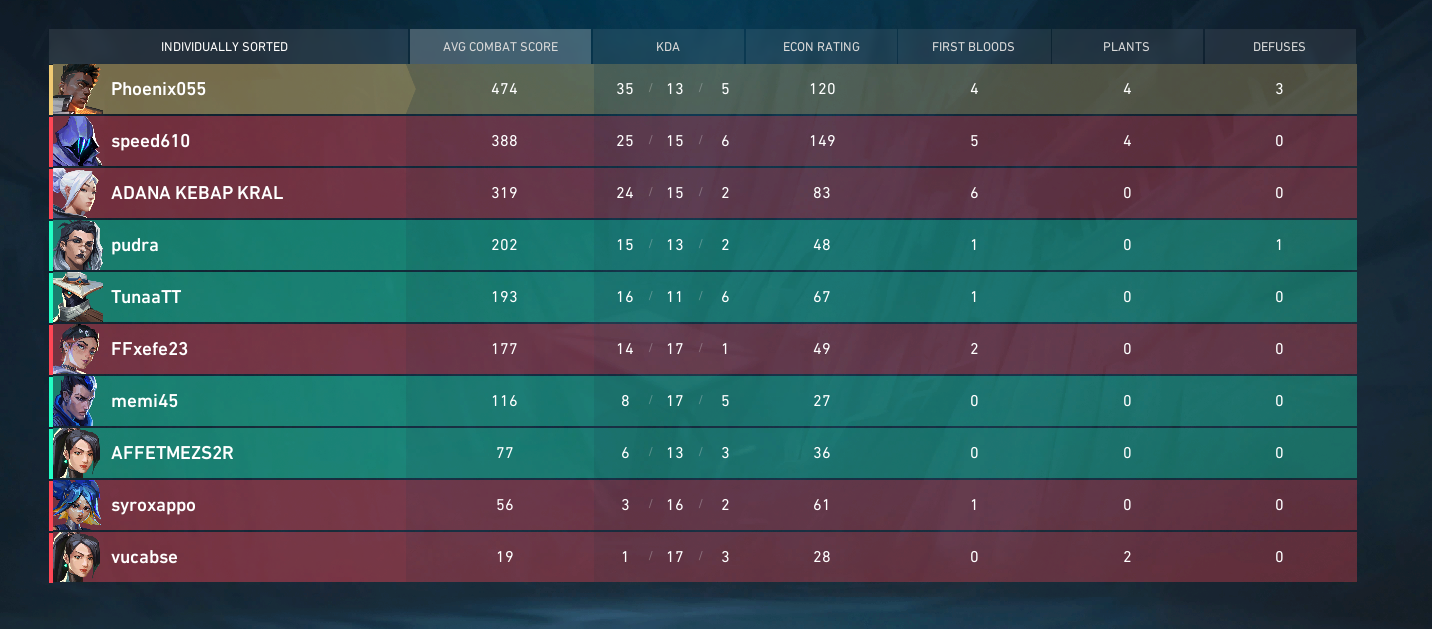 INDIVIDUALLY SORTED AVG COMBAT SCORE KDA ECON RATING FIRST BLOODS PLANTS DEFUSES
Phoenix055 474 35 / 13 / 5 120 4 4 3
speed610 388 25 / 15 / 6 149 5 4 0
ADANA KEBAP KRAL 319 24 / 15 / 2 83 6 0 0
pudra 202 15 / 13 / 2 48 1 0 1
TunaaTT 193 16 / 11 / 6 67 1 0 0
FFxefe23 177 14 / 17 / 1 49 2 0 0
memi45 116 8 / 17 / 5 27 0 0 0
AFFETMEZS2R 77 6 / 13 / 3 36 0 0 0
syroxappo 56 3 / 16 / 2 61 1 0 0
vucabse 19 1 / 17 / 3 28 0 2 0